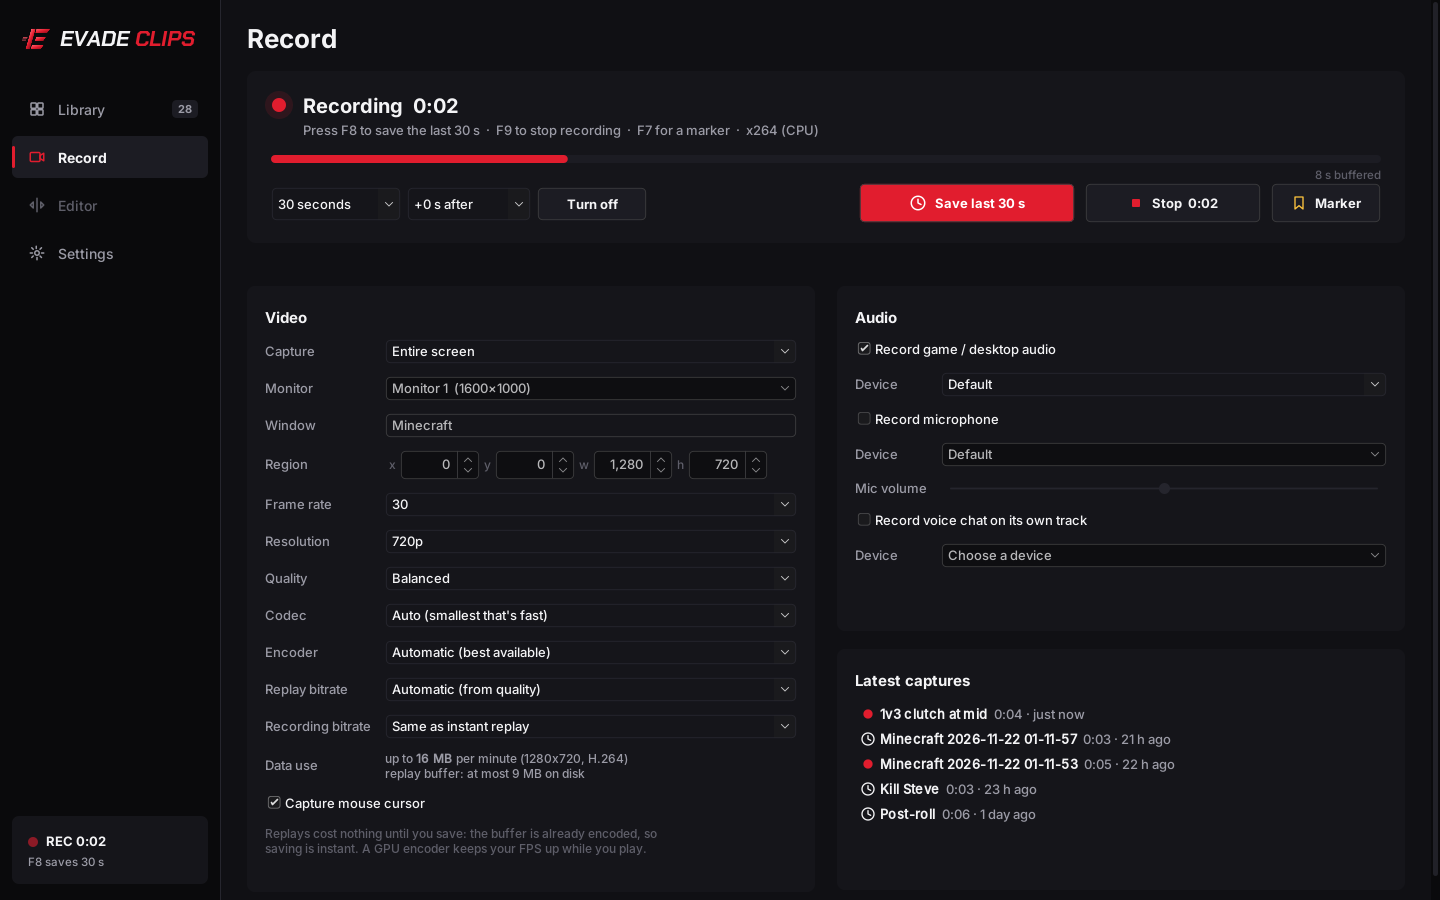 EVADE CLIPS
Library 28
Record
Editor
Settings
REC 0:02
F8 saves 30 s
Record
Recording 0:02
Press F8 to save the last 30 s · F9 to stop recording · F7 for a marker · x264 (CPU)
8 s buffered
30 seconds +0 s after Turn off Save last 30 s Stop 0:02 Marker
Video
Capture Entire screen
Monitor Monitor 1 (1600×1000)
Window Minecraft
Region x 0 y 0 w 1,280 h 720
Frame rate 30
Resolution 720p
Quality Balanced
Codec Auto (smallest that's fast)
Encoder Automatic (best available)
Replay bitrate Automatic (from quality)
Recording bitrate Same as instant replay
Data use up to 16 MB per minute (1280x720, H.264)
replay buffer: at most 9 MB on disk
Capture mouse cursor
Replays cost nothing until you save: the buffer is already encoded, so
saving is instant. A GPU encoder keeps your FPS up while you play.
Audio
Record game / desktop audio
Device Default
Record microphone
Device Default
Mic volume
Record voice chat on its own track
Device Choose a device
Latest captures
1v3 clutch at mid 0:04 · just now
Minecraft 2026-11-22 01-11-57 0:03 · 21 h ago
Minecraft 2026-11-22 01-11-53 0:05 · 22 h ago
Kill Steve 0:03 · 23 h ago
Post-roll 0:06 · 1 day ago